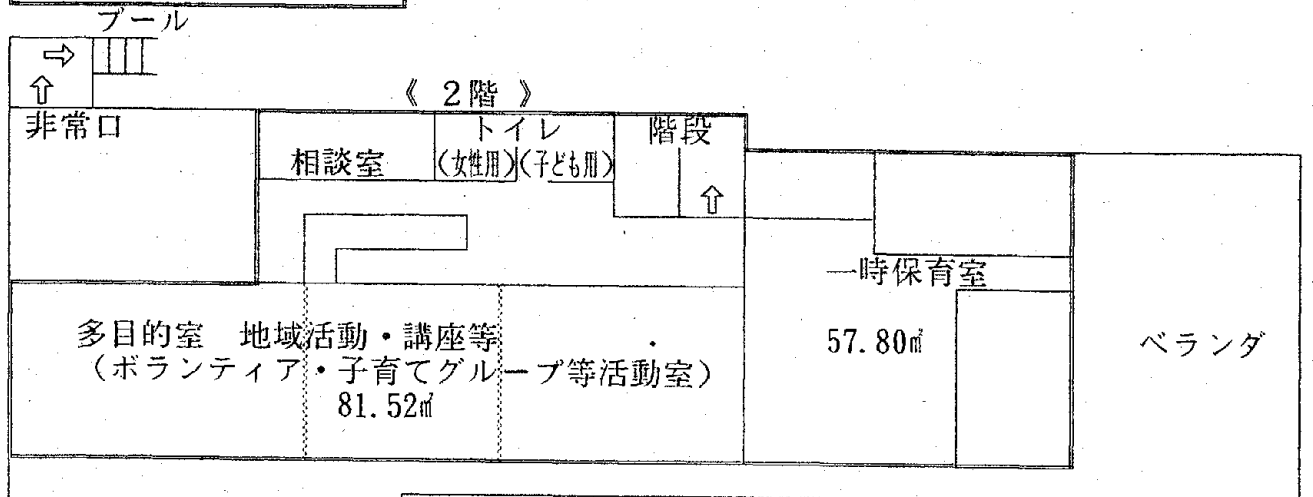 プール
《 2階 》
非常口
トイレ
階段
相談室
(女性用)(子ども用)
一時保育室
多目的室 地域活動・講座等
(ボランティア・子育てグループ等活動室)
81.52㎡
57.80㎡
ベランダ